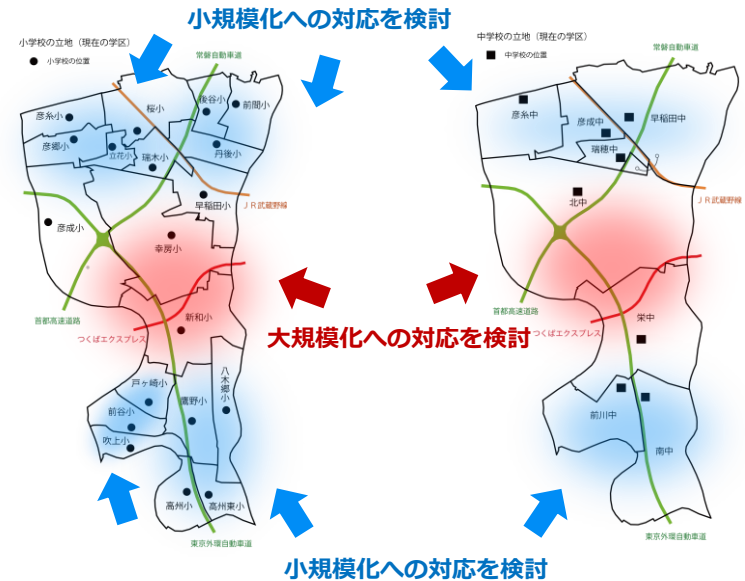 小規模化への対応を検討
小学校の立地（現在の学区）
● 小学校の位置
常磐自動車道
彦糸小
桜小
後谷小
前間小
彦郷小
立花小
瑞木小
丹後小
早稲田小
ＪＲ武蔵野線
彦成小
幸房小
首都高速道路
新和小
つくばエクスプレス
戸ヶ崎小
八木郷小
前谷小
鷹野小
吹上小
高州小
高州東小
東京外環自動車道
中学校の立地（現在の学区）
■ 中学校の位置
常磐自動車道
彦糸中
彦成中
早稲田中
瑞穂中
ＪＲ武蔵野線
北中
首都高速道路
栄中
つくばエクスプレス
前川中
南中
東京外環自動車道
大規模化への対応を検討
小規模化への対応を検討